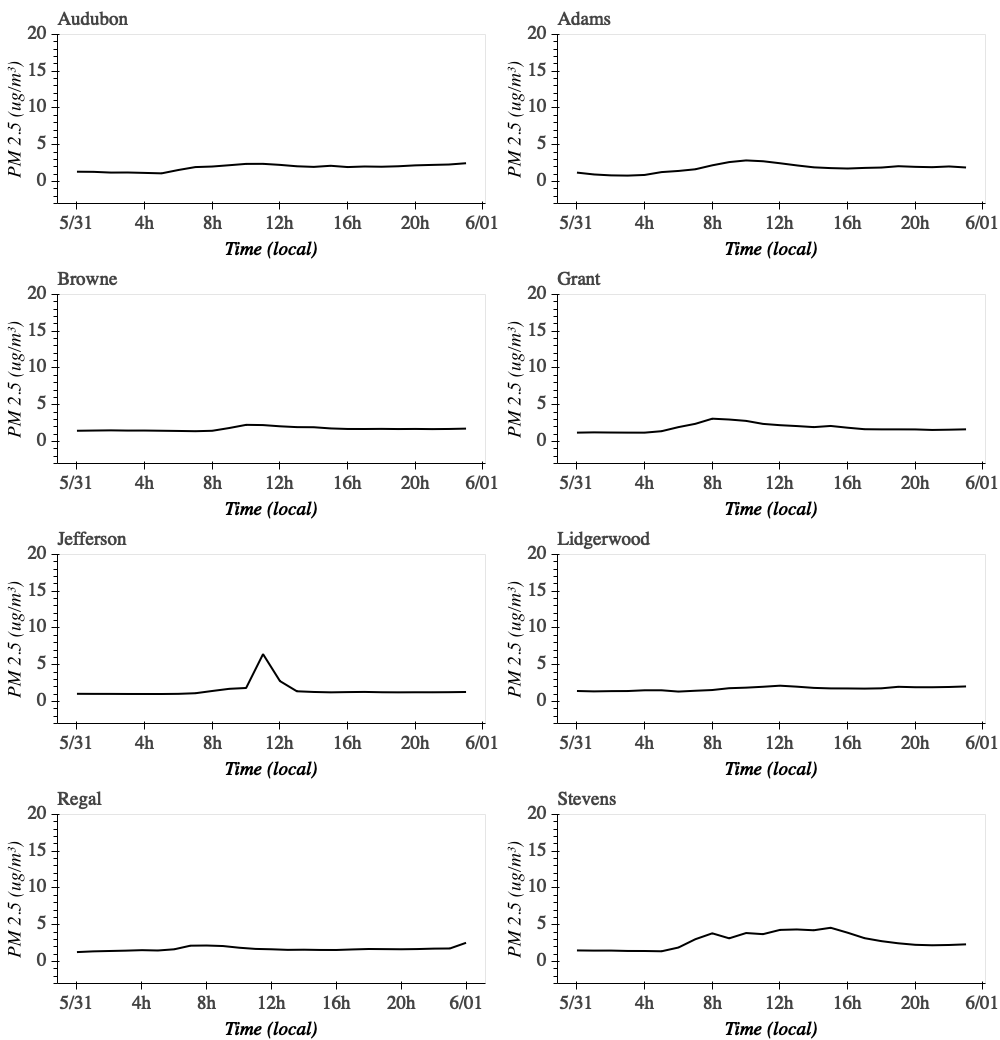 Audubon
20
15
10
5
0
PM 2.5 (ug/m³)
5/31 4h 8h 12h 16h 20h 6/01
Time (local)
Adams
20
15
10
5
0
PM 2.5 (ug/m³)
5/31 4h 8h 12h 16h 20h 6/01
Time (local)
Browne
20
15
10
5
0
PM 2.5 (ug/m³)
5/31 4h 8h 12h 16h 20h 6/01
Time (local)
Grant
20
15
10
5
0
PM 2.5 (ug/m³)
5/31 4h 8h 12h 16h 20h 6/01
Time (local)
Jefferson
20
15
10
5
0
PM 2.5 (ug/m³)
5/31 4h 8h 12h 16h 20h 6/01
Time (local)
Lidgerwood
20
15
10
5
0
PM 2.5 (ug/m³)
5/31 4h 8h 12h 16h 20h 6/01
Time (local)
Regal
20
15
10
5
0
PM 2.5 (ug/m³)
5/31 4h 8h 12h 16h 20h 6/01
Time (local)
Stevens
20
15
10
5
0
PM 2.5 (ug/m³)
5/31 4h 8h 12h 16h 20h 6/01
Time (local)